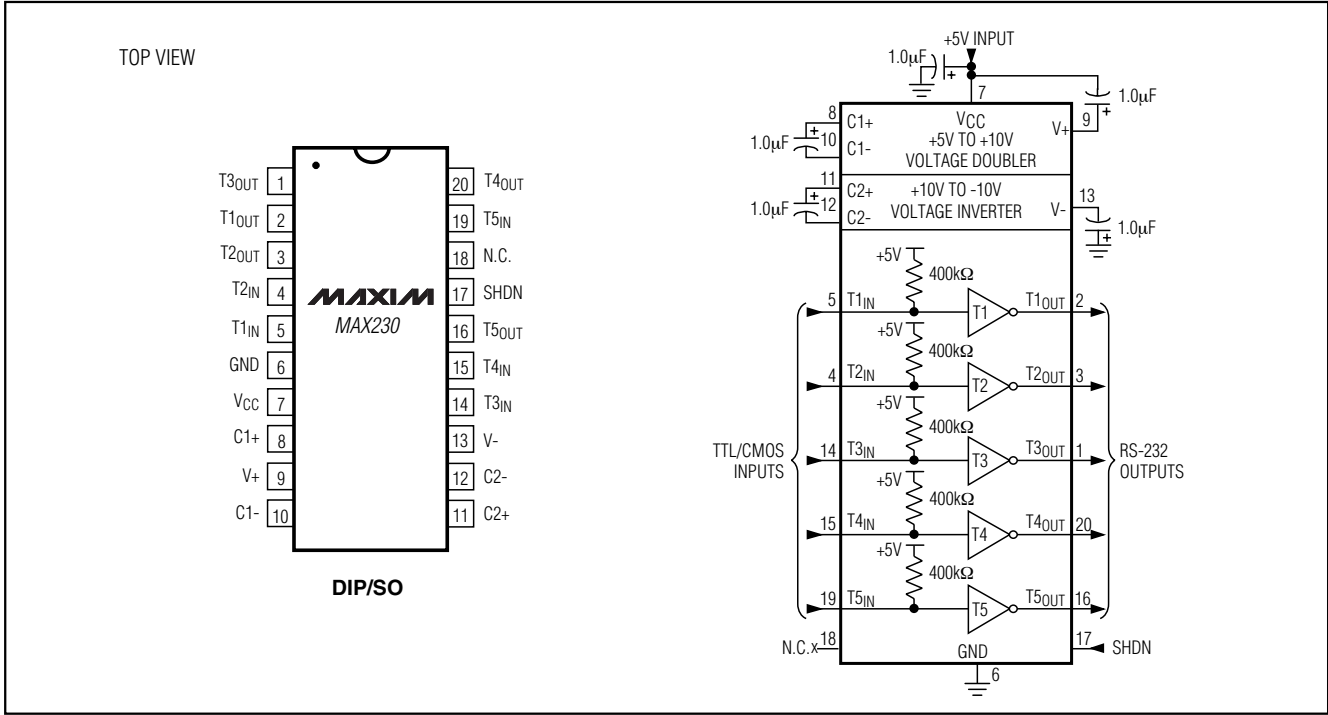 TOP VIEW
T3OUT 1
T1OUT 2
T2OUT 3
T2IN 4
T1IN 5
GND 6
VCC 7
C1+ 8
V+ 9
C1- 10
20 T4OUT
19 T5IN
18 N.C.
17 SHDN
16 T5OUT
15 T4IN
14 T3IN
13 V-
12 C2-
11 C2+
MAXIM
MAX230
DIP/SO
+5V INPUT
1.0μF
+
7
1.0μF
+
8 C1+
10 C1-
1.0μF
+
VCC
+5V TO +10V
VOLTAGE DOUBLER
V+ 9
11 C2+
12 C2-
1.0μF
+
+10V TO -10V
VOLTAGE INVERTER
V- 13
1.0μF
+
+5V
400kΩ
5 T1IN T1 T1OUT 2
+5V
400kΩ
4 T2IN T2 T2OUT 3
+5V
400kΩ
14 T3IN T3 T3OUT 1
+5V
400kΩ
15 T4IN T4 T4OUT 20
+5V
400kΩ
19 T5IN T5 T5OUT 16
TTL/CMOS
INPUTS
RS-232
OUTPUTS
N.C.x 18
GND
6
17 SHDN